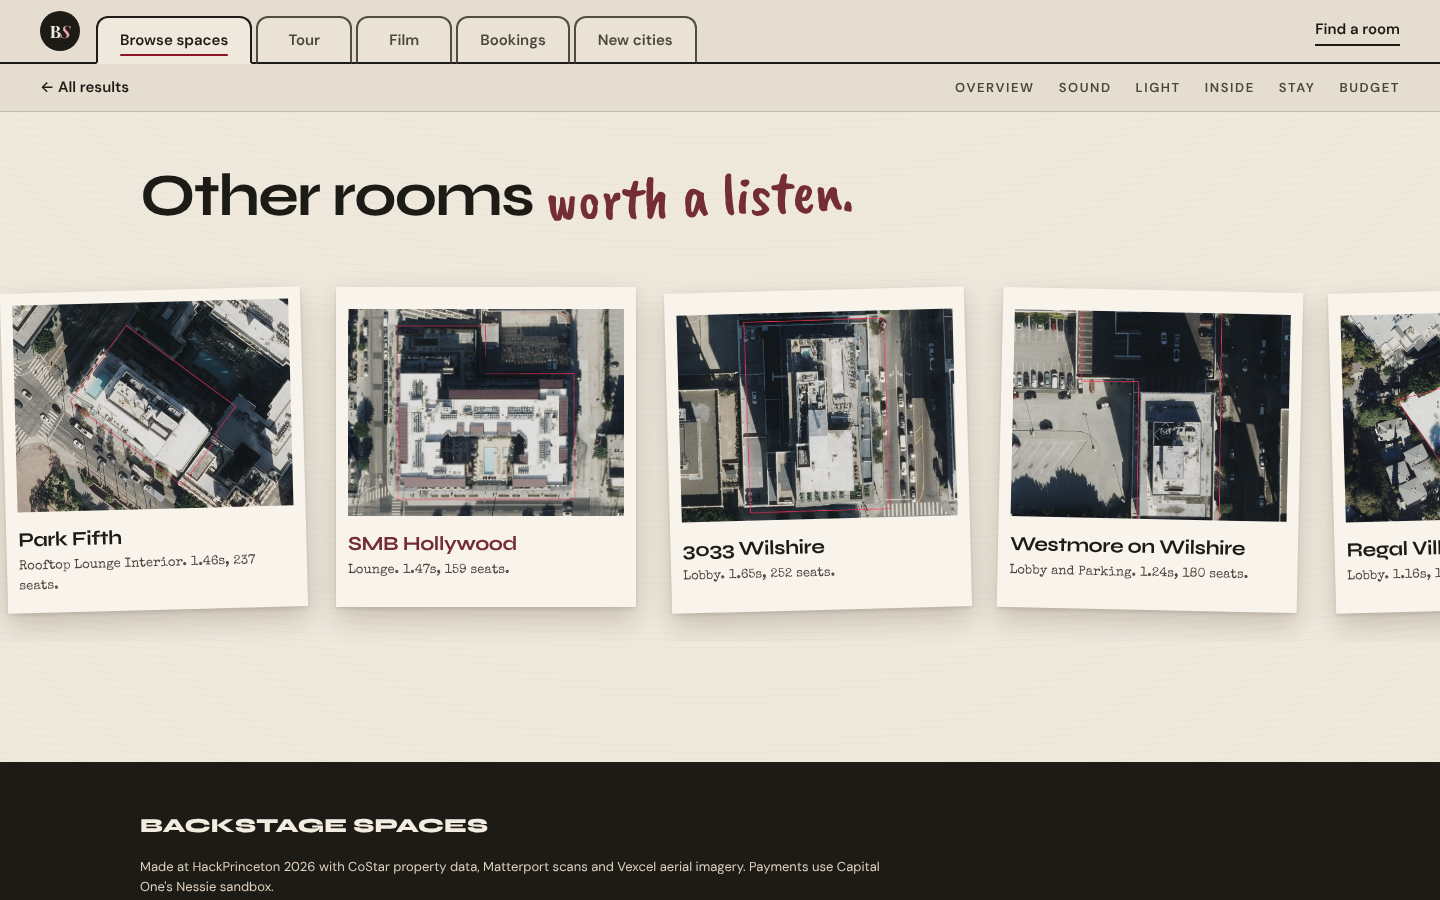 BS
Browse spaces
Tour
Film
Bookings
New cities
Find a room
← All results
OVERVIEW
SOUND
LIGHT
INSIDE
STAY
BUDGET
Other rooms worth a listen.
Park Fifth
Rooftop Lounge Interior. 1.46s, 237
seats.
SMB Hollywood
Lounge. 1.47s, 159 seats.
3033 Wilshire
Lobby. 1.65s, 252 seats.
Westmore on Wilshire
Lobby and Parking. 1.24s, 180 seats.
Regal
Lobby. 1.16s,
BACKSTAGE SPACES
Made at HackPrinceton 2026 with CoStar property data, Matterport scans and Vexcel aerial imagery. Payments use Capital
One's Nessie sandbox.